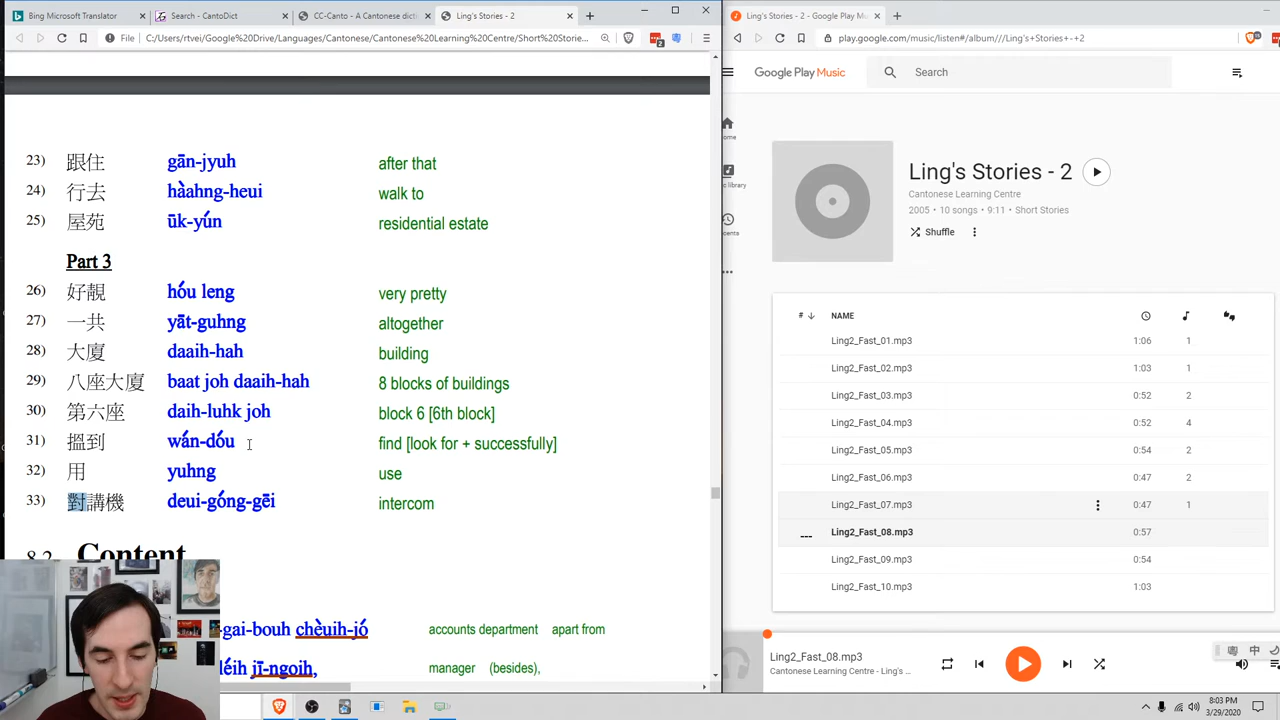 Bing Microsoft Translator
Search - CantoDict
CC-Canto - A Cantonese dicti
Ling's Stories - 2
File
C:/Users/rtvei/Google%20Drive/Languages/Cantonese/Cantonese%20Learning%20Centre/Short%20Storie...
2
23) 跟住 gān-jyuh after that
24) 行去 hàahng-heui walk to
25) 屋苑 ūk-yún residential estate
Part 3
26) 好靚 hóu leng very pretty
27) 一共 yāt-guhng altogether
28) 大廈 daaih-hah building
29) 八座大廈 baat joh daaih-hah 8 blocks of buildings
30) 第六座 daih-luhk joh block 6 [6th block]
31) 搵到 wán-dóu find [look for + successfully]
32) 用 yuhng use
33) 對講機 deui-góng-gēi intercom
8.2 Content
-gai-bouh chèuih-jó accounts department apart from
léih jī-ngoih, manager (besides),
Ling's Stories - 2 - Google Play Mus
play.google.com/music/listen#/album///Ling's+Stories+-+2
Google Play Music
Search
ome
ic library
cents
Ling's Stories - 2
Cantonese Learning Centre
2005 • 10 songs • 9:11 • Short Stories
Shuffle
# NAME
Ling2_Fast_01.mp3 1:06 1
Ling2_Fast_02.mp3 1:03 1
Ling2_Fast_03.mp3 0:52 2
Ling2_Fast_04.mp3 0:52 4
Ling2_Fast_05.mp3 0:54 2
Ling2_Fast_06.mp3 0:47 2
Ling2_Fast_07.mp3 0:47 1
Ling2_Fast_08.mp3 0:57
Ling2_Fast_09.mp3 0:54
Ling2_Fast_10.mp3 1:03
Ling2_Fast_08.mp3
Cantonese Learning Centre - Ling's ...
中
8:03 PM
3/29/2020